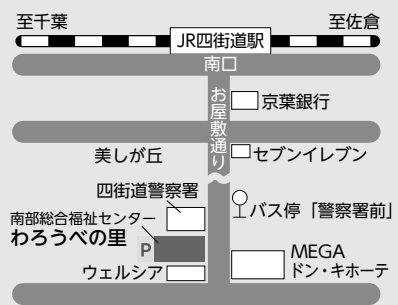 至千葉
至佐倉
JR四街道駅
南口
お屋敷通り
京葉銀行
美しが丘
セブンイレブン
四街道警察署
バス停「警察署前」
南部総合福祉センター
わろうべの里
P
MEGA
ドン・キホーテ
ウェルシア